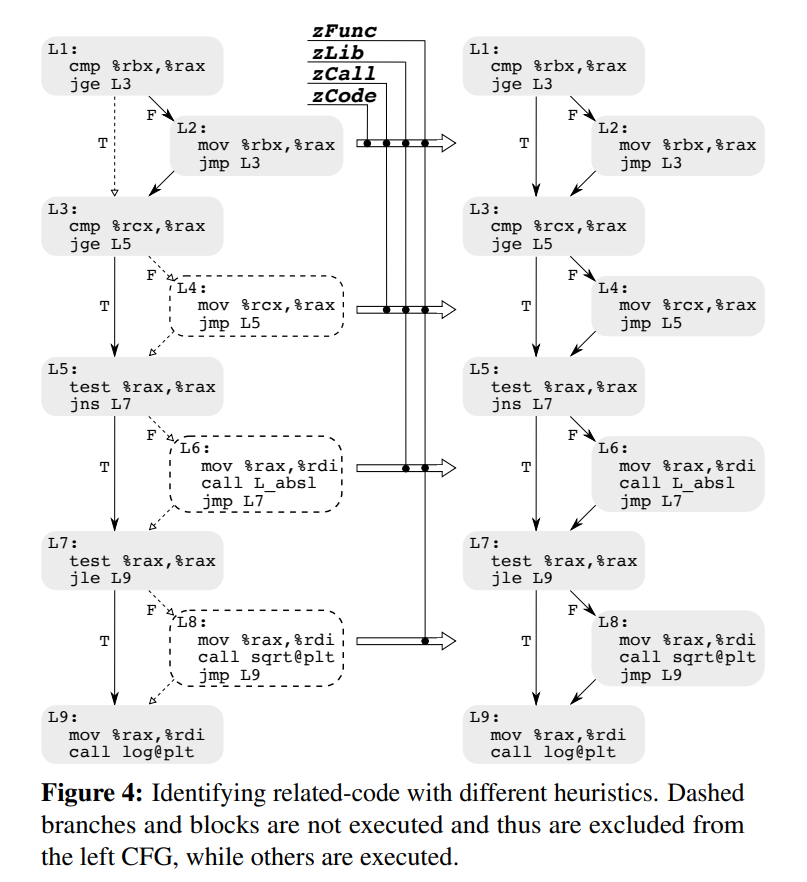 L1:
cmp %rbx,%rax
jge L3
F
T
L2:
mov %rbx,%rax
jmp L3
L3:
cmp %rcx,%rax
jge L5
F
T
L4:
mov %rcx,%rax
jmp L5
L5:
test %rax,%rax
jns L7
F
T
L6:
mov %rax,%rdi
call L_absl
jmp L7
L7:
test %rax,%rax
jle L9
F
T
L8:
mov %rax,%rdi
call sqrt@plt
jmp L9
L9:
mov %rax,%rdi
call log@plt
zFunc
zLib
zCall
zCode
L1:
cmp %rbx,%rax
jge L3
F
T
L2:
mov %rbx,%rax
jmp L3
L3:
cmp %rcx,%rax
jge L5
F
T
L4:
mov %rcx,%rax
jmp L5
L5:
test %rax,%rax
jns L7
F
T
L6:
mov %rax,%rdi
call L_absl
jmp L7
L7:
test %rax,%rax
jle L9
F
T
L8:
mov %rax,%rdi
call sqrt@plt
jmp L9
L9:
mov %rax,%rdi
call log@plt
Figure 4: Identifying related-code with different heuristics. Dashed
branches and blocks are not executed and thus are excluded from
the left CFG, while others are executed.